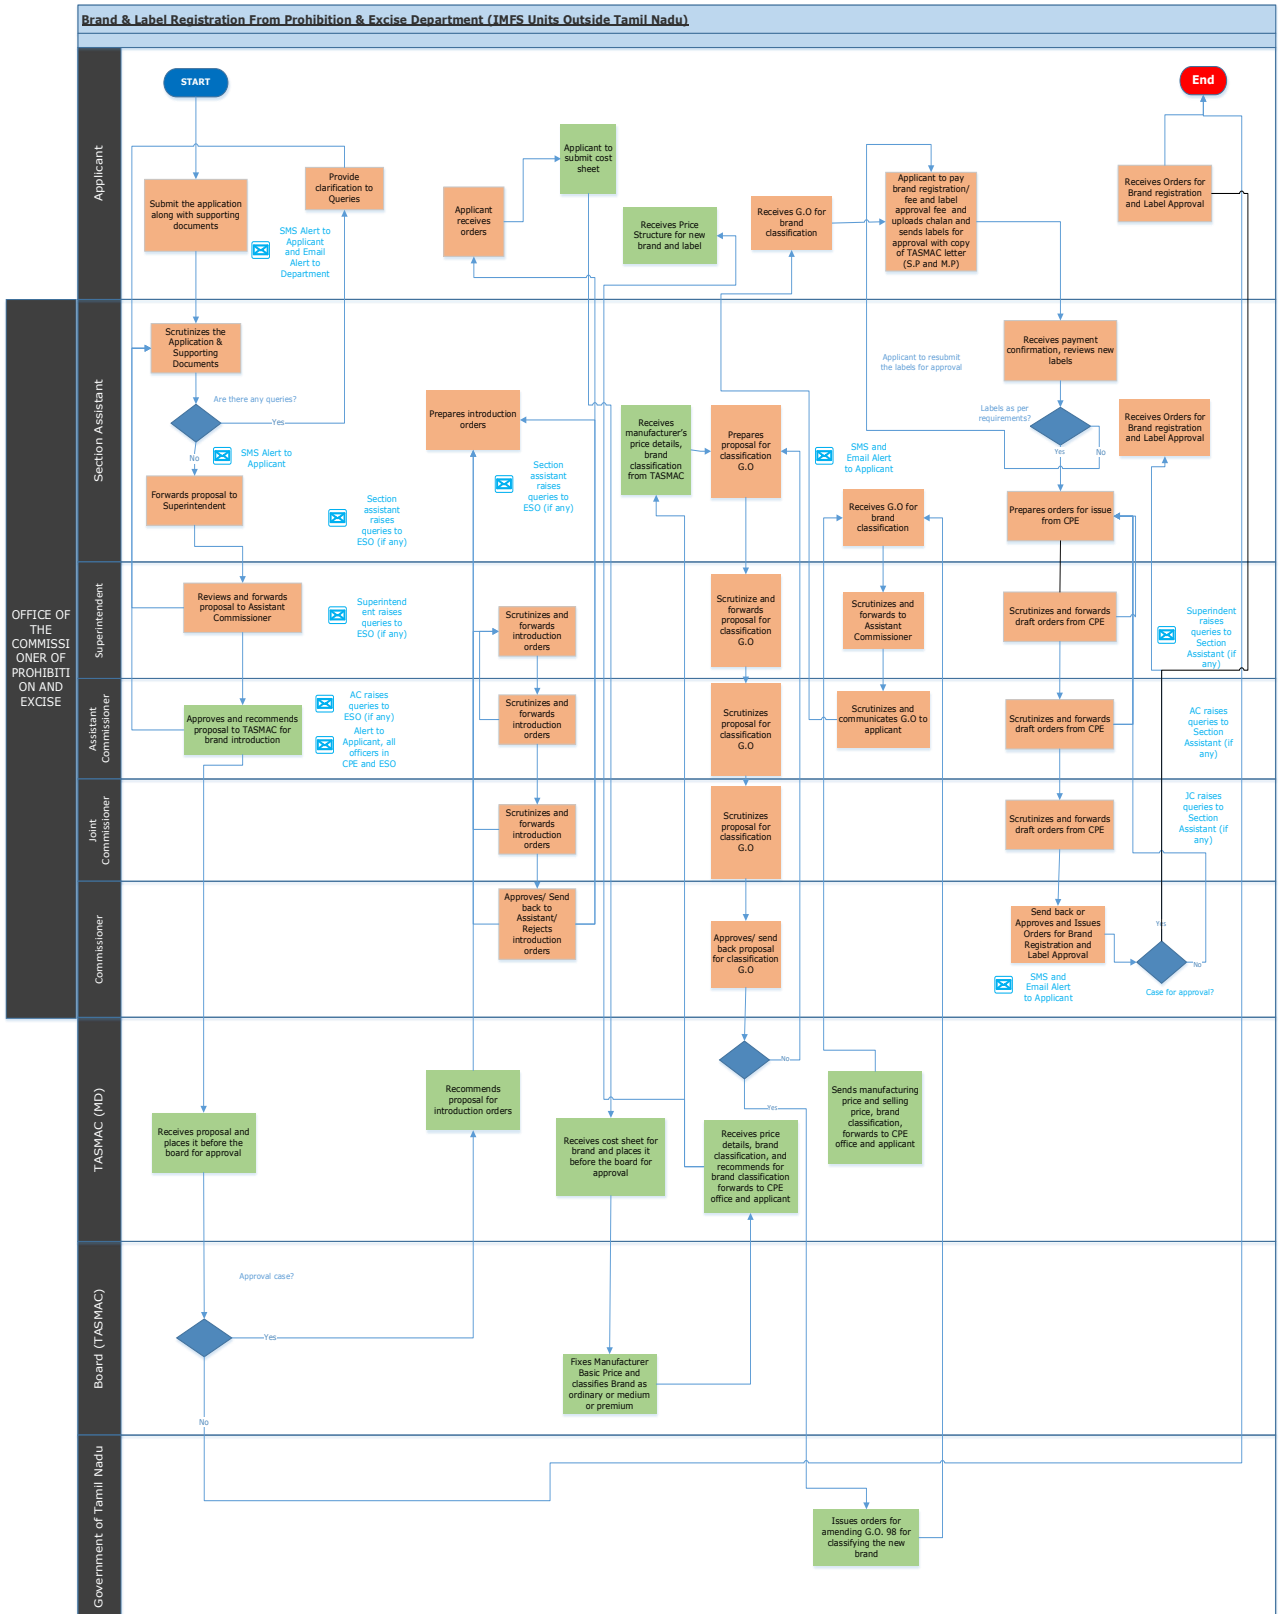 Brand & Label Registration From Prohibition & Excise Department (IMFS Units Outside Tamil Nadu)
OFFICE OF
THE
COMMISSI
ONER OF
PROHIBITI
ON AND
EXCISE
Applicant
START
End
Submit the application
along with supporting
documents
Provide
clarification to
Queries
SMS Alert to
Applicant
and Email
Alert to
Department
Applicant
receives
orders
Applicant to
submit cost
sheet
Receives Price
Structure for new
brand and label
Receives G.O for
brand
classification
Applicant to pay
brand registration/
fee and label
approval fee and
uploads chalan and
sends labels for
approval with copy
of TASMAC letter
(S.P and M.P)
Receives Orders for
Brand registration
and Label Approval
Section Assistant
Scrutinizes the
Application &
Supporting
Documents
Are there any queries?
Yes
No
SMS Alert to
Applicant
Forwards proposal to
Superintendent
Section
assistant
raises
queries to
ESO (if any)
Prepares introduction
orders
Section
assistant
raises
queries to
ESO (if any)
Receives
manufacturer's
price details,
brand
classification
from TASMAC
Prepares
proposal for
classification
G.O
SMS and
Email Alert
to Applicant
Receives G.O for
brand
classification
Applicant to resubmit
the labels for approval
Receives payment
confirmation, reviews new
labels
Labels as per
requirements?
Yes
No
Receives Orders for
Brand registration
and Label Approval
Prepares orders for issue
from CPE
Superintendent
Reviews and forwards
proposal to Assistant
Commissioner
Superintend
ent raises
queries to
ESO (if any)
Scrutinizes and
forwards
introduction
orders
Scrutinize and
forwards
proposal for
classification
G.O
Scrutinizes and
forwards to
Assistant
Commissioner
Scrutinizes and forwards
draft orders from CPE
Superindent
raises
queries to
Section
Assistant (if
any)
Assistant
Commissioner
Approves and recommends
proposal to TASMAC for
brand introduction
AC raises
queries to
ESO (if any)
Alert to
Applicant, all
officers in
CPE and ESO
Scrutinizes and
forwards
introduction
orders
Scrutinizes
proposal for
classification
G.O
Scrutinizes and
communicates G.O to
applicant
Scrutinizes and forwards
draft orders from CPE
AC raises
queries to
Section
Assistant (if
any)
Joint
Commissioner
Scrutinizes and
forwards
introduction
orders
Scrutinizes
proposal for
classification
G.O
Scrutinizes and forwards
draft orders from CPE
JC raises
queries to
Section
Assistant (if
any)
Commissioner
Approves/ Send
back to
Assistant/
Rejects
introduction
orders
Approves/ send
back proposal
for classification
G.O
Send back or
Approves and Issues
Orders for Brand
Registration and
Label Approval
SMS and
Email Alert
to Applicant
Yes
No
Case for approval?
TASMAC (MD)
Receives proposal and
places it before the
board for approval
Recommends
proposal for
introduction orders
Receives cost sheet for
brand and places it
before the board for
approval
No
Yes
Receives price
details, brand
classification, and
recommends for
brand classification
forwards to CPE
office and applicant
Sends manufacturing
price and selling
price, brand
classification,
forwards to CPE
office and applicant
Board (TASMAC)
Approval case?
Yes
No
Fixes Manufacturer
Basic Price and
classifies Brand as
ordinary or medium
or premium
Government of Tamil Nadu
Issues orders for
amending G.O. 98 for
classifying the new
brand